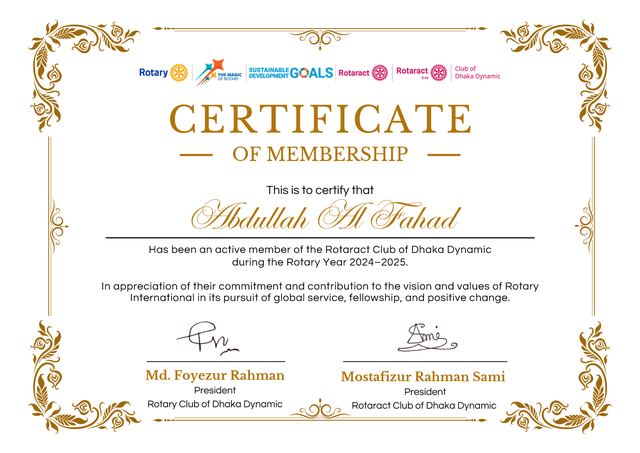 Rotary
THE MAGIC
OF ROTARY
SUSTAINABLE
DEVELOPMENT GOALS
Rotaract
Rotaract
Club of
Dhaka Dynamic
CERTIFICATE
OF MEMBERSHIP
This is to certify that
Abdullah Al Fahad
Has been an active member of the Rotaract Club of Dhaka Dynamic
during the Rotary Year 2024–2025.
In appreciation of their commitment and contribution to the vision and values of Rotary
International in its pursuit of global service, fellowship, and positive change.
Md. Foyezur Rahman
President
Rotary Club of Dhaka Dynamic
Sami
Mostafizur Rahman Sami
President
Rotaract Club of Dhaka Dynamic